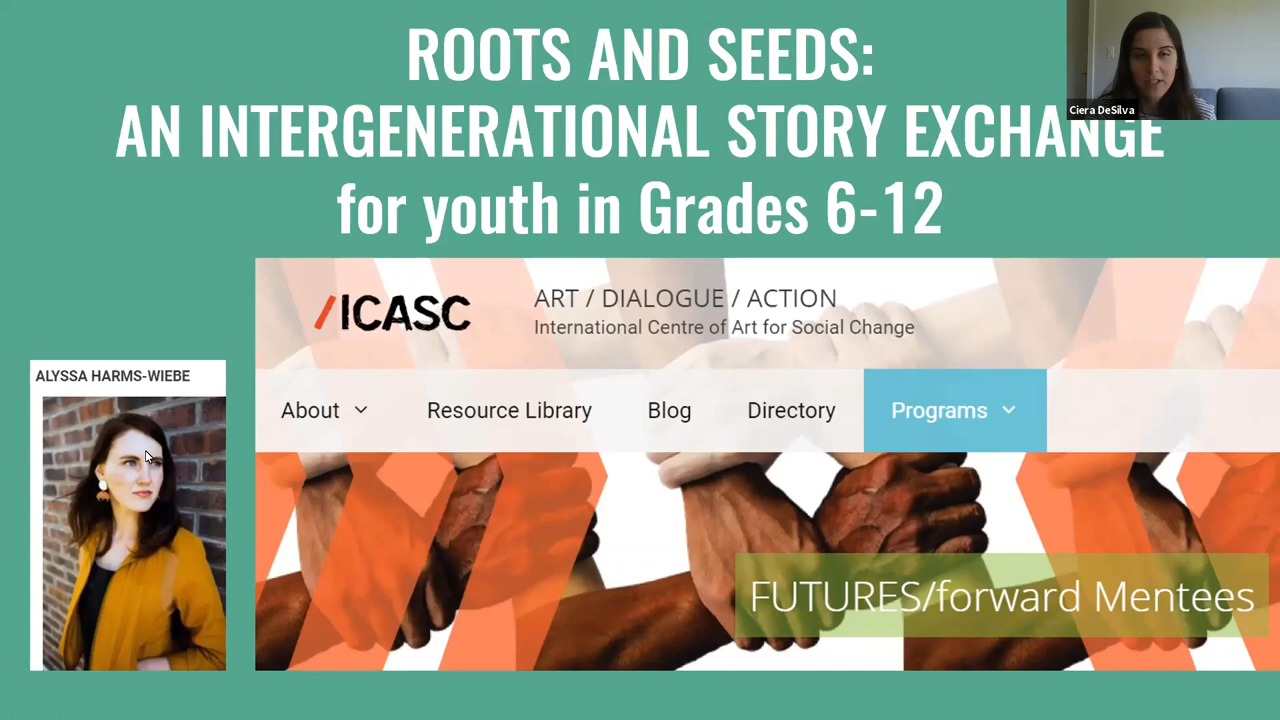 ROOTS AND SEEDS:
Ciera DeSilva
AN INTERGENERATIONAL STORY EXCHANGE
for youth in Grades 6-12
/ICASC
ART / DIALOGUE / ACTION
International Centre of Art for Social Change
ALYSSA HARMS-WIEBE
About
Resource Library
Blog
Directory
Programs
FUTURES/forward Mentees